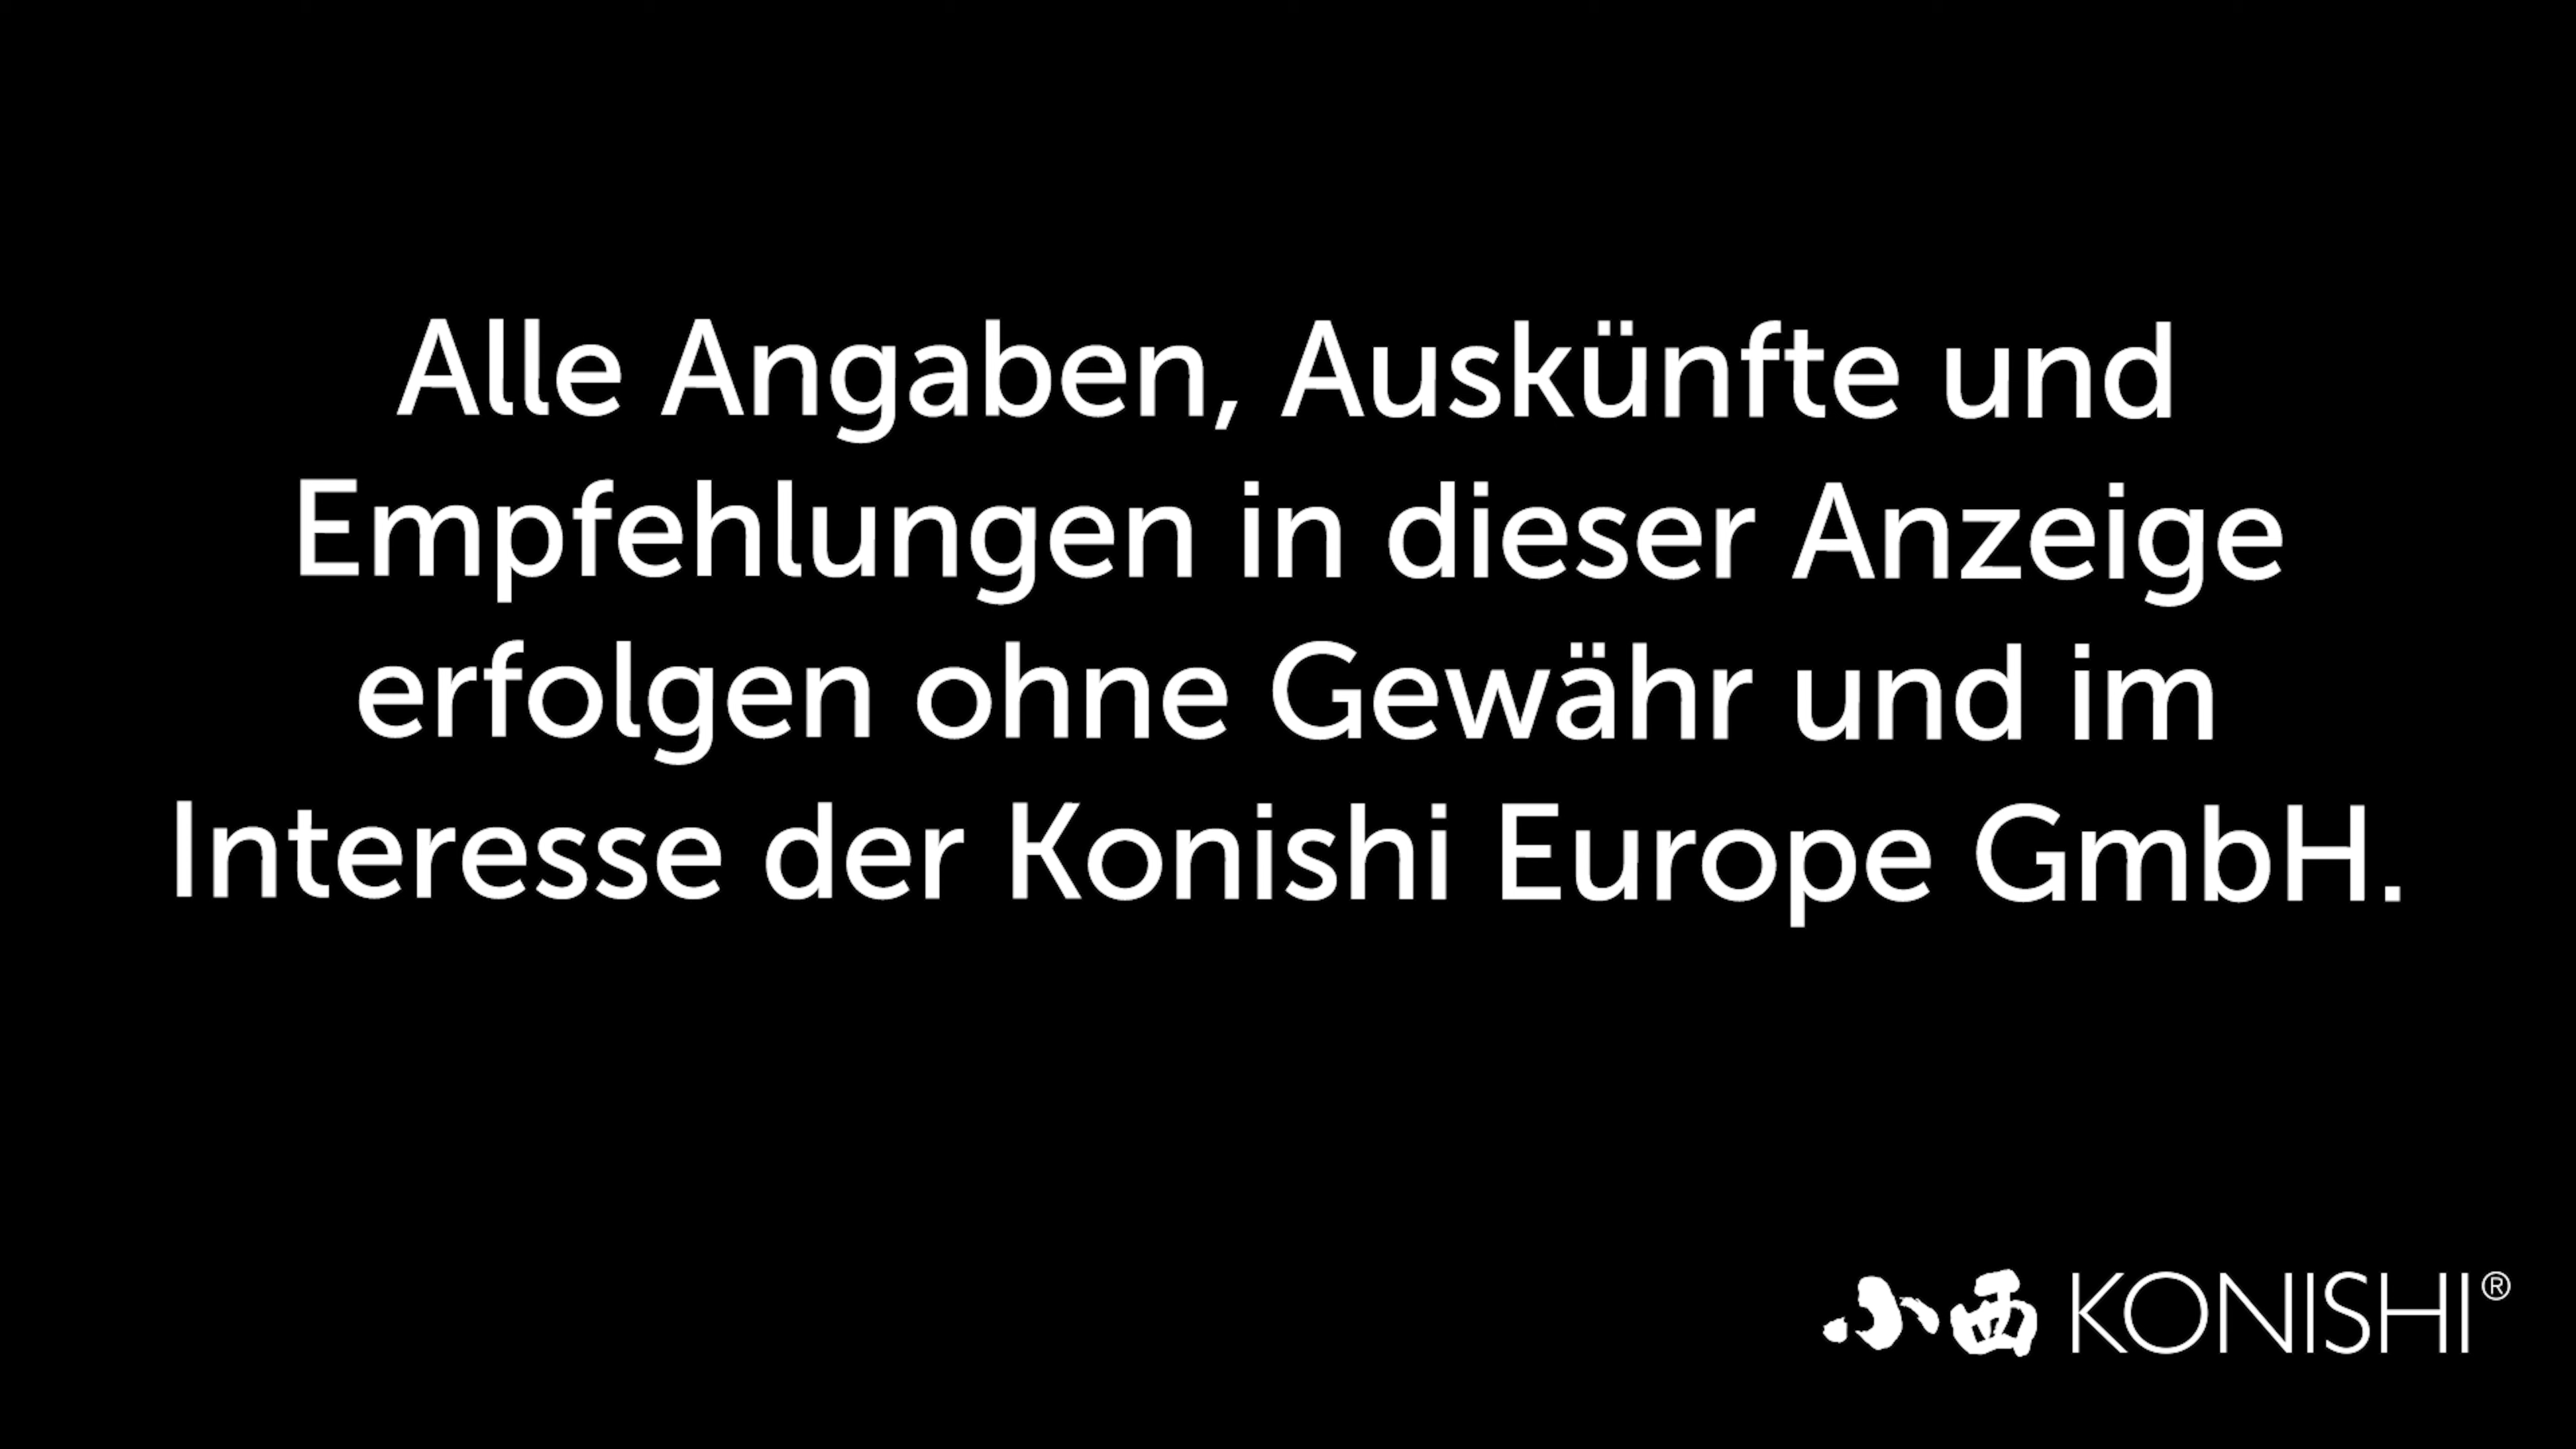 Alle Angaben, Auskünfte und
Empfehlungen in dieser Anzeige
erfolgen ohne Gewähr und im
Interesse der Konishi Europe GmbH.
小西 KONISHI®